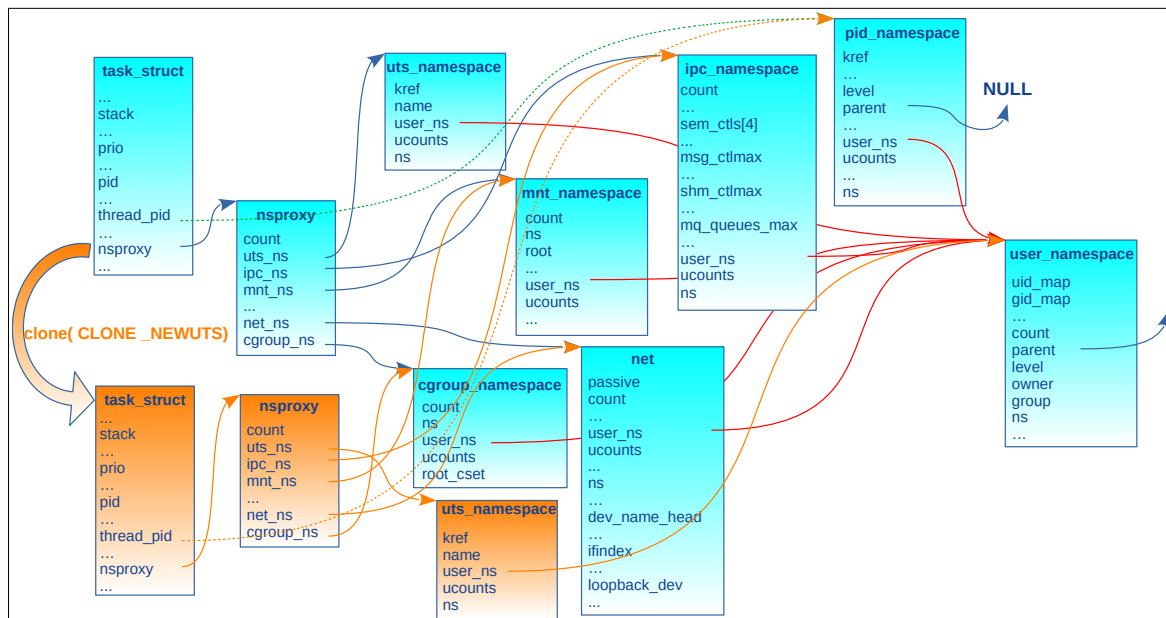 task_struct
...
stack
...
prio
...
pid
...
thread_pid
...
nsproxy
...
clone( CLONE _NEWUTS)
task_struct
...
stack
...
prio
...
pid
...
thread_pid
...
nsproxy
...
nsproxy
count
uts_ns
ipc_ns
mnt_ns
...
net_ns
cgroup_ns
nsproxy
count
uts_ns
ipc_ns
mnt_ns
...
net_ns
cgroup_ns
uts_namespace
kref
name
user_ns
ucounts
ns
mnt_namespace
count
ns
root
...
user_ns
ucounts
...
cgroup_namespace
count
ns
user_ns
ucounts
root_cset
uts_namespace
kref
name
user_ns
ucounts
ns
ipc_namespace
count
...
sem_ctls[4]
...
msg_ctlmax
...
shm_ctlmax
...
mq_queues_max
...
user_ns
ucounts
ns
net
passive
count
...
user_ns
ucounts
...
ns
...
dev_name_head
...
ifindex
...
loopback_dev
...
pid_namespace
kref
...
level
parent
...
user_ns
ucounts
...
ns
NULL
user_namespace
uid_map
gid_map
...
count
parent
level
owner
group
ns
...